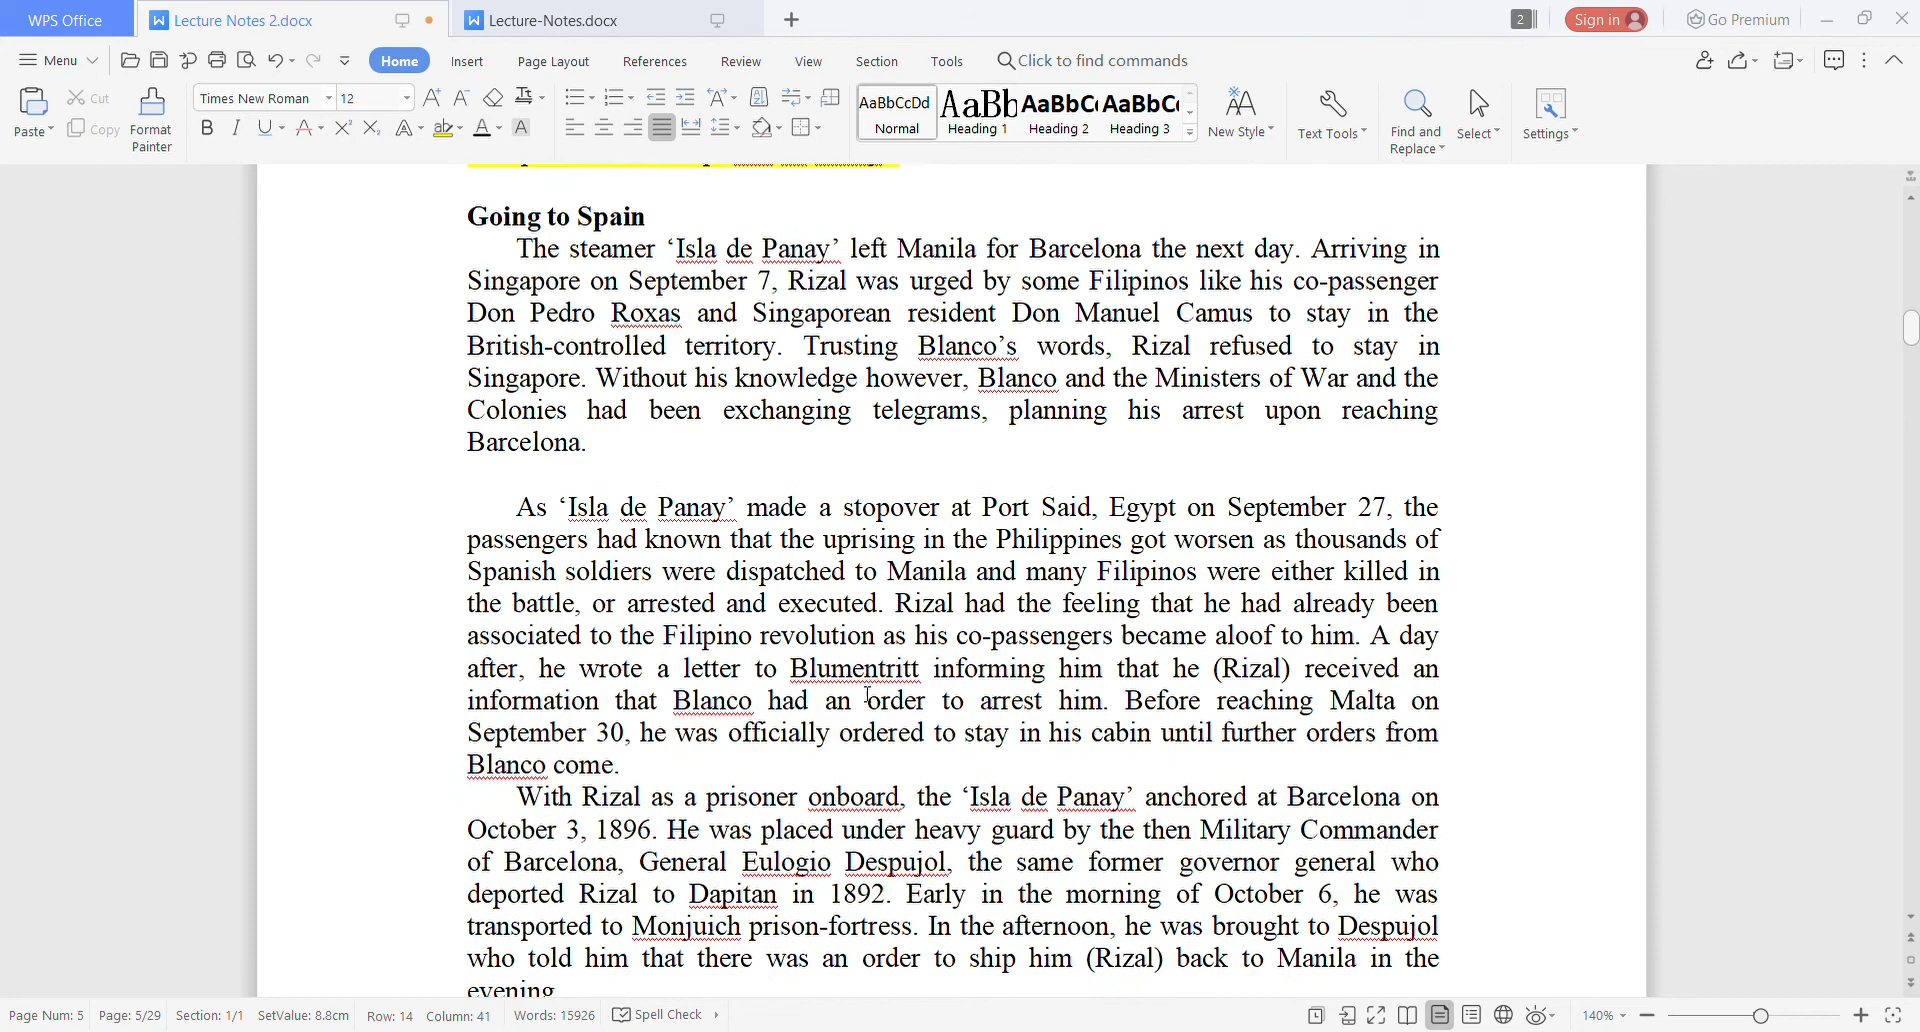 WPS Office
Lecture Notes 2.docx
Lecture-Notes.docx
2
Sign in
Go Premium
Menu
Home
Insert
Page Layout
References
Review
View
Section
Tools
Click to find commands
Paste
Cut
Copy
Format Painter
Times New Roman
12
AaBbCcDd
Normal
AaBb
Heading 1
AaBbC
Heading 2
AaBbC
Heading 3
New Style
Text Tools
Find and Replace
Select
Settings
Going to Spain
The steamer ‘Isla de Panay’ left Manila for Barcelona the next day. Arriving in
Singapore on September 7, Rizal was urged by some Filipinos like his co-passenger
Don Pedro Roxas and Singaporean resident Don Manuel Camus to stay in the
British-controlled territory. Trusting Blanco’s words, Rizal refused to stay in
Singapore. Without his knowledge however, Blanco and the Ministers of War and the
Colonies had been exchanging telegrams, planning his arrest upon reaching
Barcelona.
As ‘Isla de Panay’ made a stopover at Port Said, Egypt on September 27, the
passengers had known that the uprising in the Philippines got worsen as thousands of
Spanish soldiers were dispatched to Manila and many Filipinos were either killed in
the battle, or arrested and executed. Rizal had the feeling that he had already been
associated to the Filipino revolution as his co-passengers became aloof to him. A day
after, he wrote a letter to Blumentritt informing him that he (Rizal) received an
information that Blanco had an order to arrest him. Before reaching Malta on
September 30, he was officially ordered to stay in his cabin until further orders from
Blanco come.
With Rizal as a prisoner onboard, the ‘Isla de Panay’ anchored at Barcelona on
October 3, 1896. He was placed under heavy guard by the then Military Commander
of Barcelona, General Eulogio Despujol, the same former governor general who
deported Rizal to Dapitan in 1892. Early in the morning of October 6, he was
transported to Monjuich prison-fortress. In the afternoon, he was brought to Despujol
who told him that there was an order to ship him (Rizal) back to Manila in the
evening.
Page Num: 5
Page: 5/29
Section: 1/1
SetValue: 8.8cm
Row: 14
Column: 41
Words: 15926
Spell Check
140%